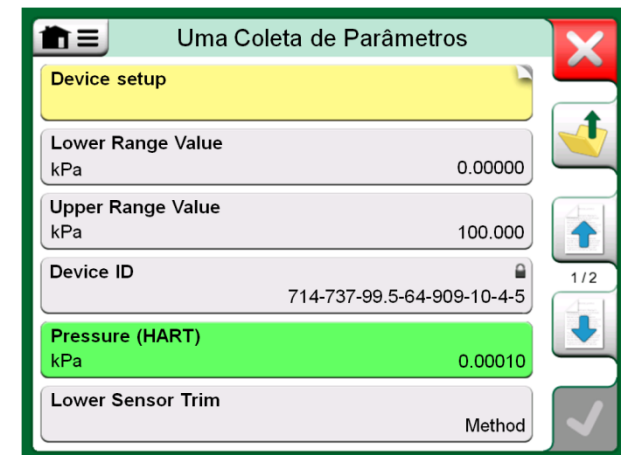 Uma Coleta de Parâmetros
Device setup
Lower Range Value
kPa 0.00000
Upper Range Value
kPa 100.000
Device ID
714-737-99.5-64-909-10-4-5
1/2
Pressure (HART)
kPa 0.00010
Lower Sensor Trim
Method